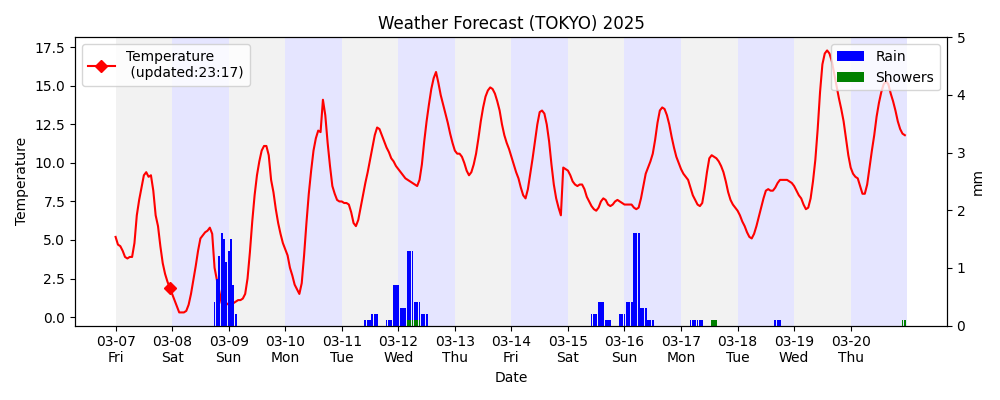 Weather Forecast (TOKYO) 2025
Temperature
(updated:23:17)
Rain
Showers
Temperature
17.5
15.0
12.5
10.0
7.5
5.0
2.5
0.0
5
4
3
2
1
0
mm
03-07 03-08 03-09 03-10 03-11 03-12 03-13 03-14 03-15 03-16 03-17 03-18 03-19 03-20
Fri Sat Sun Mon Tue Wed Thu Fri Sat Sun Mon Tue Wed Thu
Date